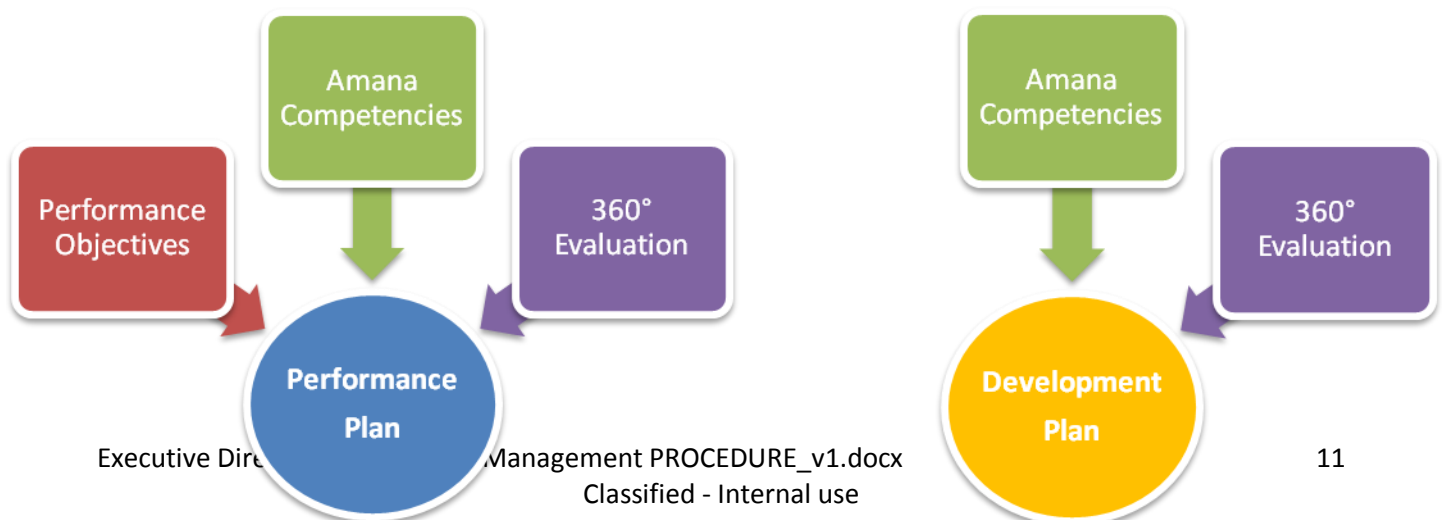 Amana
Competencies
Performance
Objectives
360°
Evaluation
Performance
Plan
Amana
Competencies
360°
Evaluation
Development
Plan
Executive Management PROCEDURE_v1.docx 11
Classified - Internal use